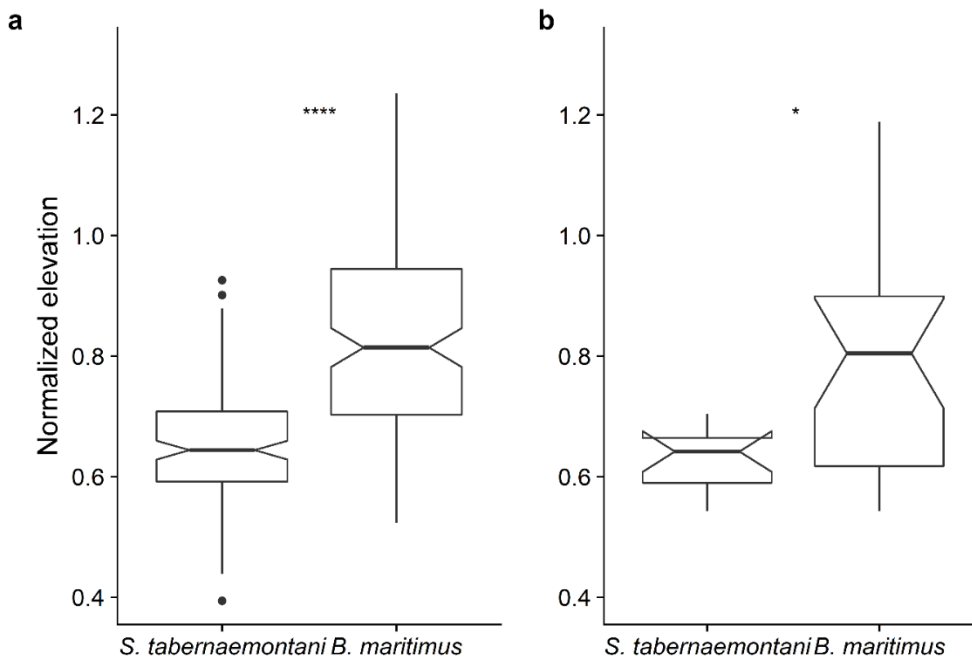 a
b
Normalized elevation
1.2
1.0
0.8
0.6
0.4
****
S. tabernaemontani B. maritimus
1.2
1.0
0.8
0.6
0.4
*
S. tabernaemontani B. maritimus